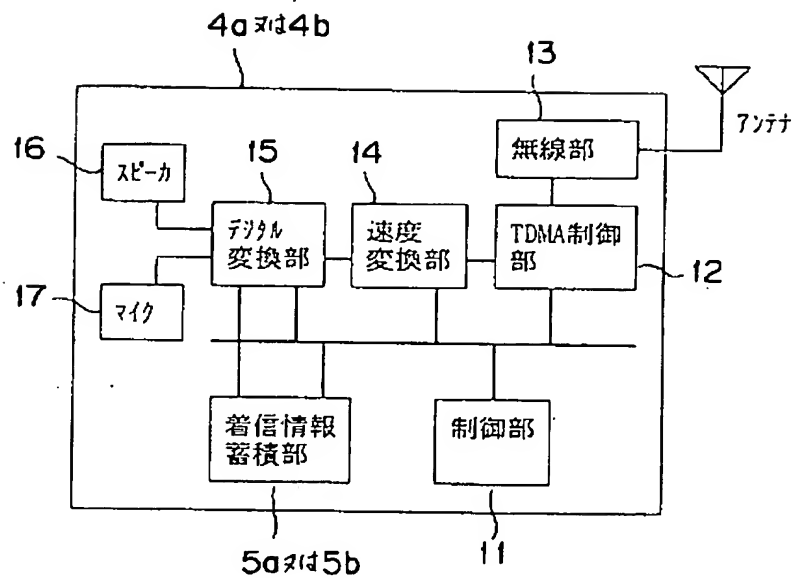 4a又は4b
13
アンテナ
無線部
16
スピーカ
15
14
デジタル
変換部
速度
変換部
TDMA制御
部
12
17
マイク
着信情報
蓄積部
制御部
5a又は5b
11